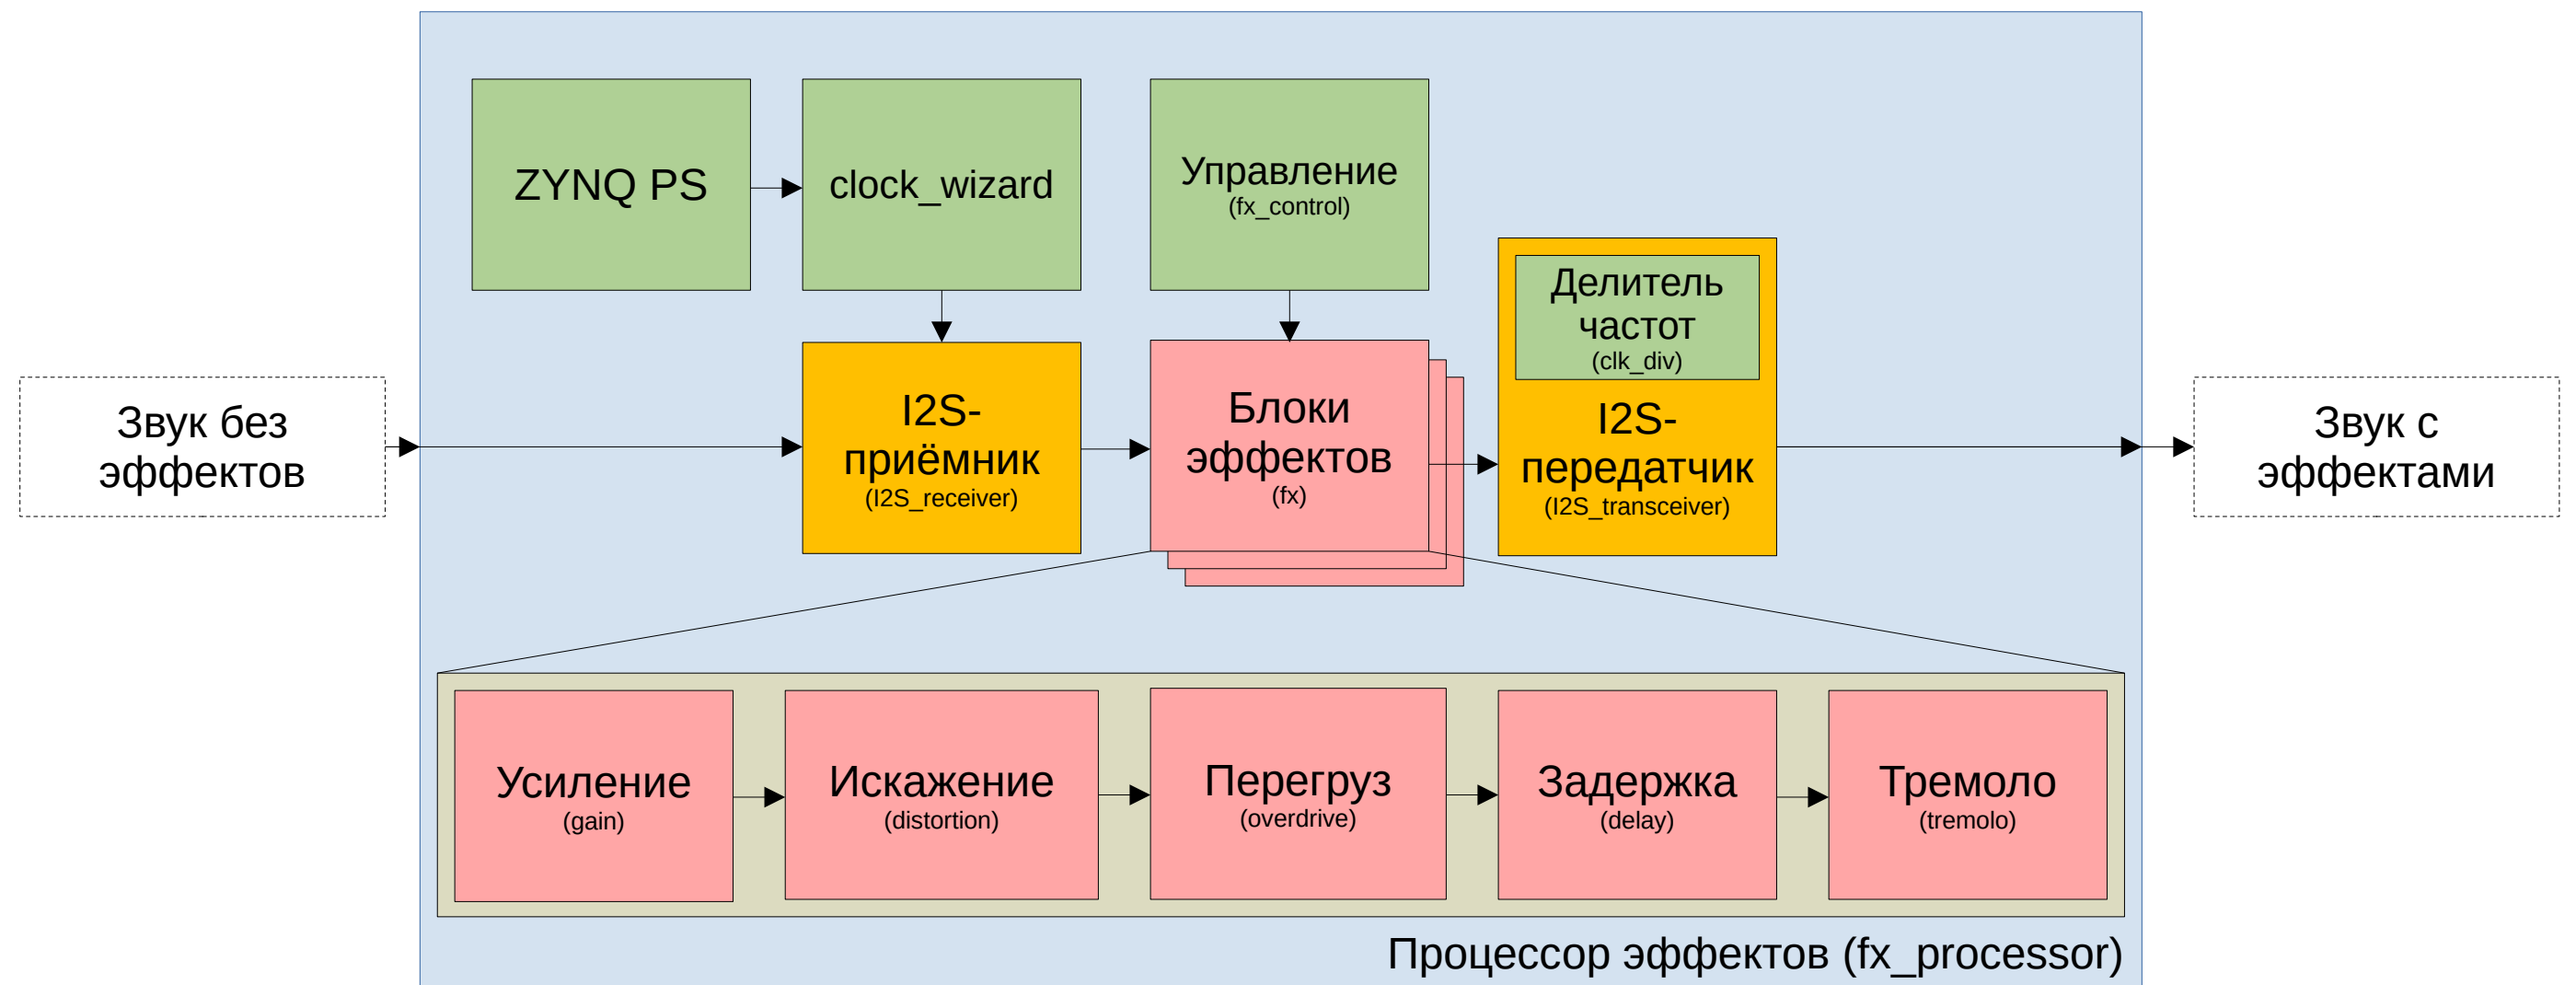 ZYNQ PS
clock_wizard
Управление
(fx_control)
Делитель
частот
(clk_div)
Звук без
эффектов
I2S-
приёмник
(I2S_receiver)
Блоки
эффектов
(fx)
I2S-
передатчик
(I2S_transceiver)
Звук с
эффектами
Усиление
(gain)
Искажение
(distortion)
Перегруз
(overdrive)
Задержка
(delay)
Тремоло
(tremolo)
Процессор эффектов (fx_processor)